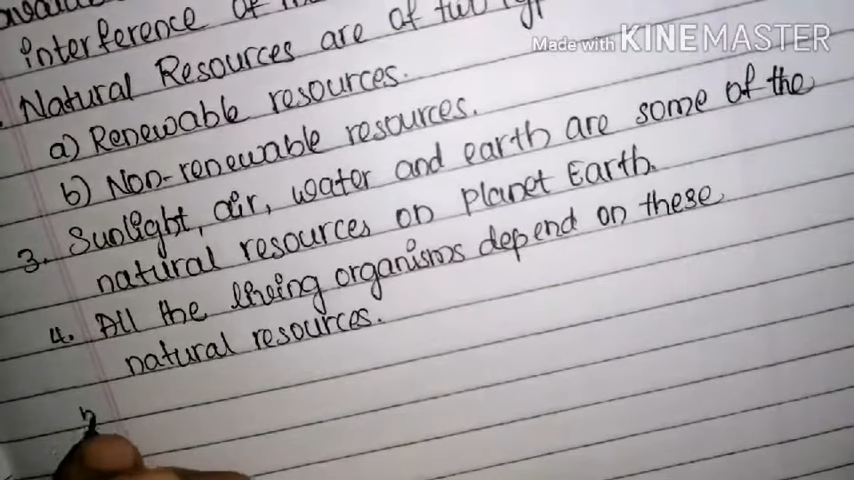 interference of
Made with KINEMASTER
Natural Resources are of two
a) Renewable resources.
b) Non-renewable resources.
3. Sunlight, air, water and earth are some of the
natural resources on planet Earth.
4. All the living organisms depend on these
natural resources.